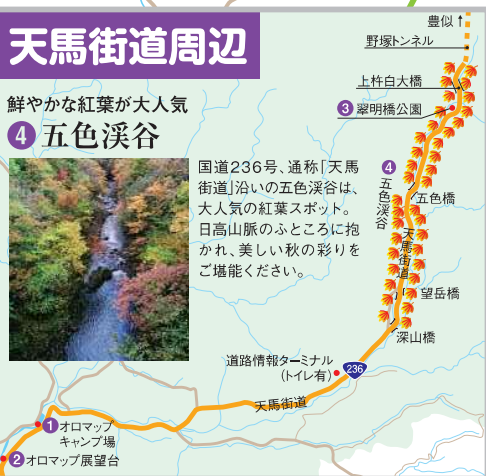 天馬街道周辺
鮮やかな紅葉が大人気
④ 五色渓谷
国道236号、通称「天馬
街道」沿いの五色渓谷は、
大人気の紅葉スポット。
日高山脈のふところに抱
かれ、美しい秋の彩りを
ご堪能ください。
豊似↑
野塚トンネル
上杵臼大橋
③ 翠明橋公園
④
五色渓谷
五色橋
天馬街道
望岳橋
深山橋
道路情報ターミナル
（トイレ有）
236
天馬街道
① オロマップ
キャンプ場
② オロマップ展望台